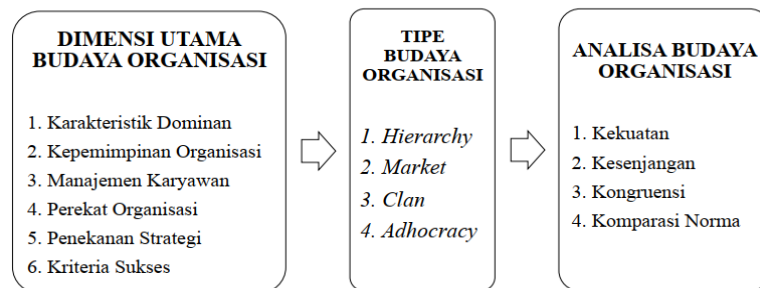 DIMENSI UTAMA
BUDAYA ORGANISASI
1. Karakteristik Dominan
2. Kepemimpinan Organisasi
3. Manajemen Karyawan
4. Perekat Organisasi
5. Penekanan Strategi
6. Kriteria Sukses
TIPE
BUDAYA
ORGANISASI
1. Hierarchy
2. Market
3. Clan
4. Adhocracy
ANALISA BUDAYA
ORGANISASI
1. Kekuatan
2. Kesenjangan
3. Kongruensi
4. Komparasi Norma